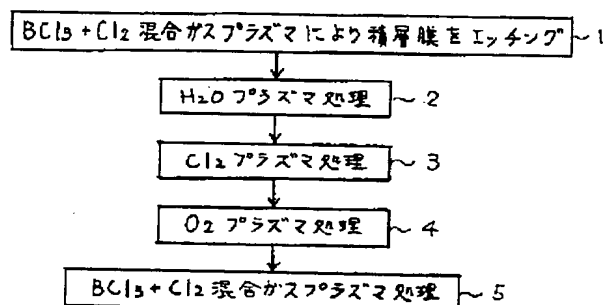 BCl3+Cl2 混合ガスプラズマにより積層膜をエッチング ~1
H2O プラズマ処理 ~2
Cl2 プラズマ処理 ~3
O2 プラズマ処理 ~4
BCl3+Cl2 混合ガスプラズマ処理 ~5